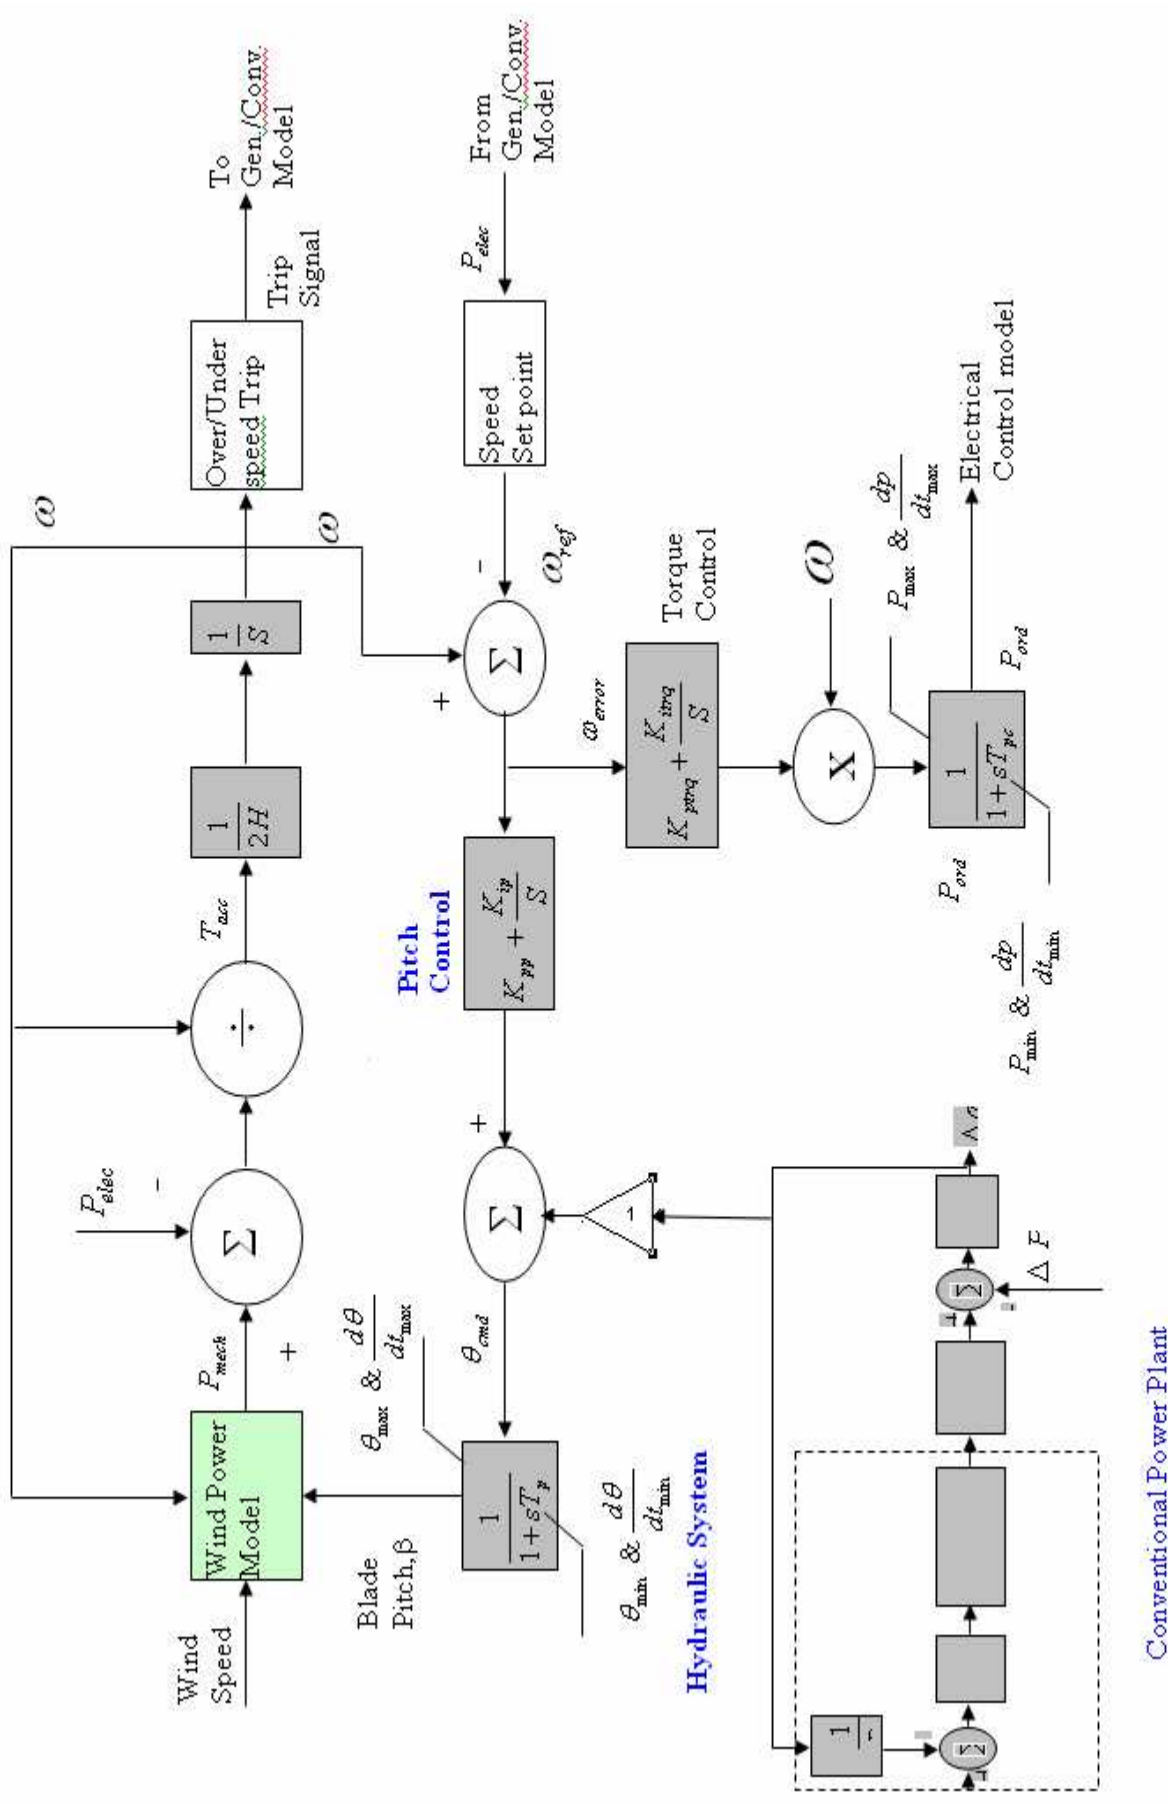 Wind
Speed
Wind Power
Model
P_mech
+
Σ
P_elec
-
÷
T_acc
1
2H
1
S
ω
ω
Over/Under
speed Trip
Trip
Signal
To
Gen./Conv.
Model
Blade
Pitch,β
θ_max & dθ/dt_max
1
1+sT_p
θ_min & dθ/dt_min
Hydraulic System
θ_cmd
Σ
+
1
Pitch
Control
K_pp + K_ip/S
+
Σ
-
ω_ref
Speed
Set point
P_elec
From
Gen./Conv.
Model
ω_error
K_ptrq + K_itrq/S
Torque
Control
X
ω
P_ord
1
1+sT_pc
P_max & dp/dt_max
P_min & dp/dt_min
P_ord
Electrical
Control model
1
Σ
Σ
Δ F
Conventional Power Plant